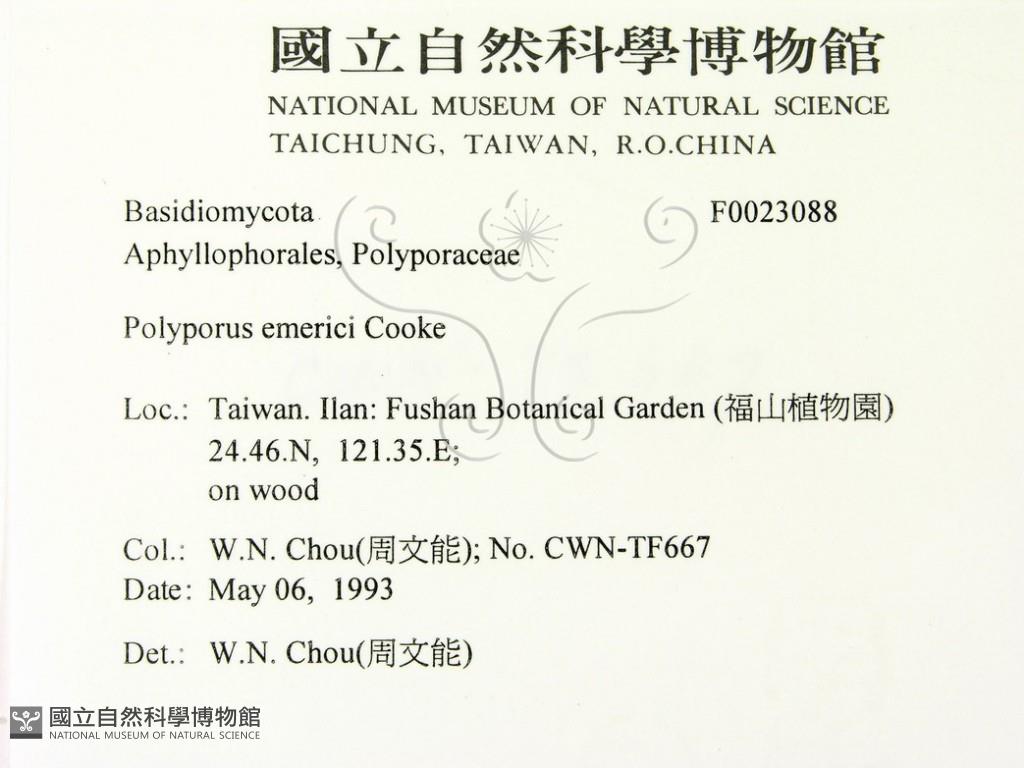 國立自然科學博物館
NATIONAL MUSEUM OF NATURAL SCIENCE
TAICHUNG, TAIWAN, R.O.CHINA
Basidiomycota F0023088
Aphyllophorales, Polyporaceae
Polyporus emerici Cooke
Loc.: Taiwan. Ilan: Fushan Botanical Garden (福山植物園)
24.46.N, 121.35.E;
on wood
Col.: W.N. Chou(周文能); No. CWN-TF667
Date: May 06, 1993
Det.: W.N. Chou(周文能)
國立自然科學博物館
NATIONAL MUSEUM OF NATURAL SCIENCE